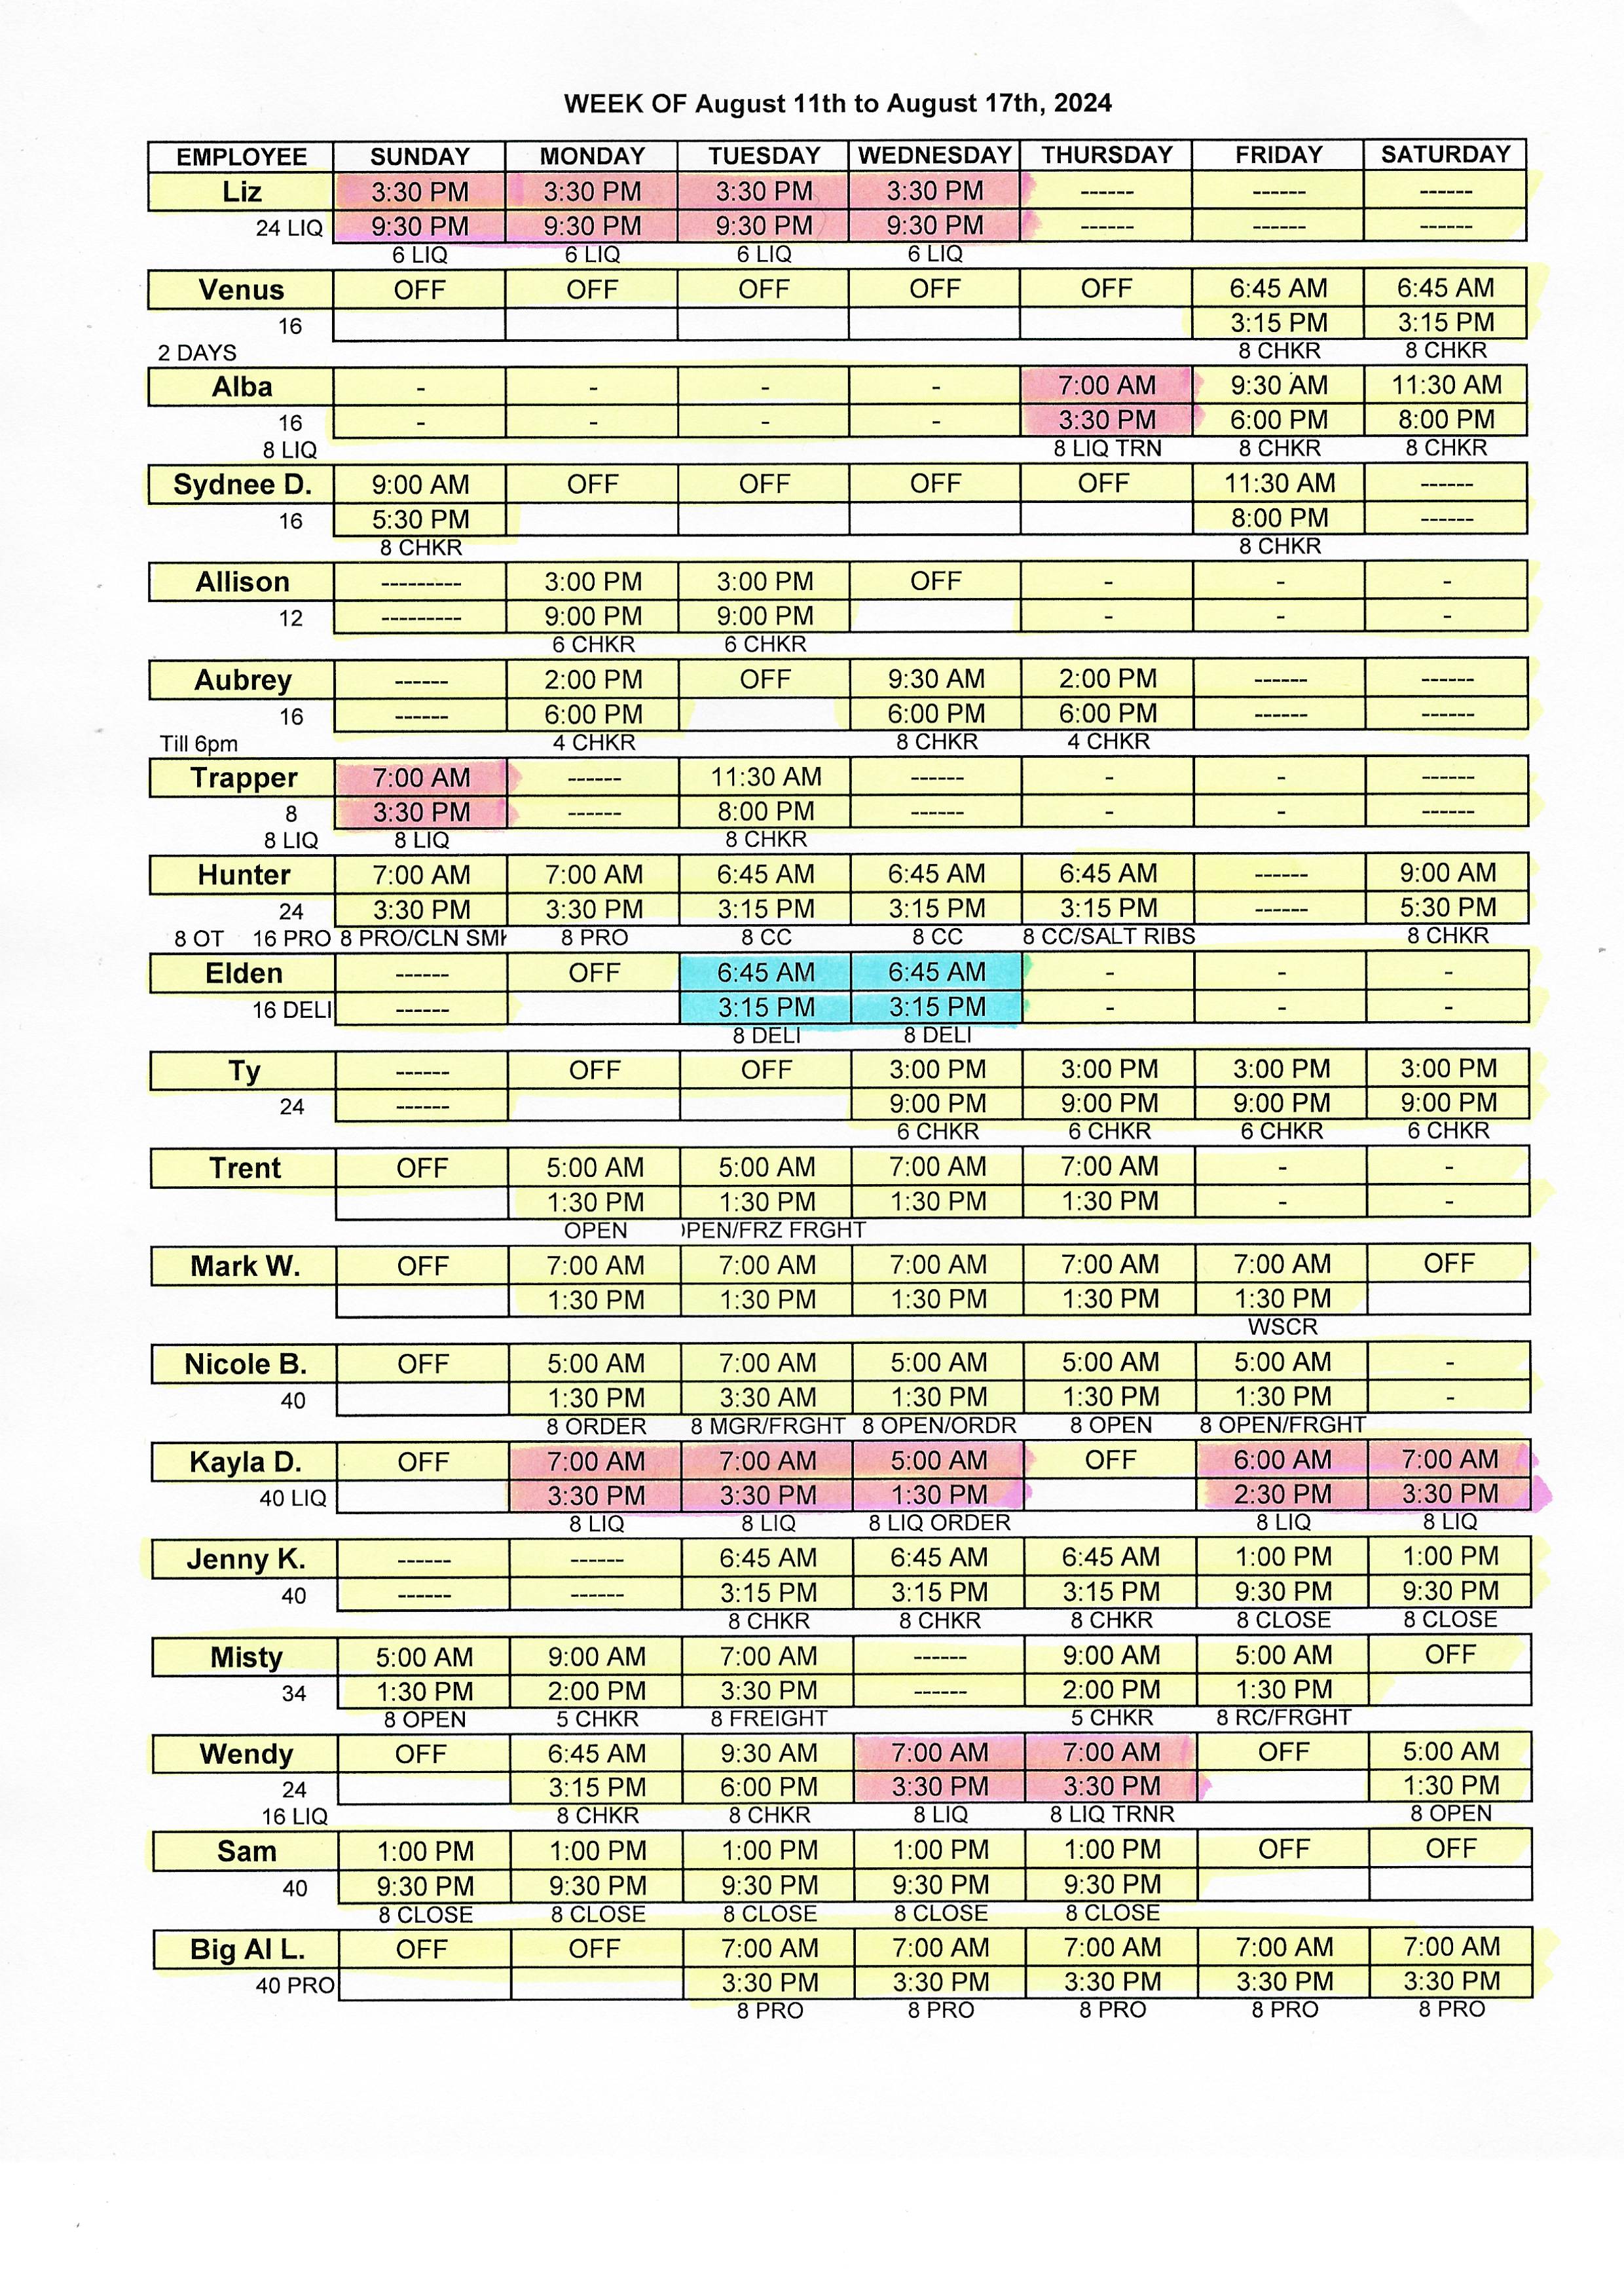 WEEK OF August 11th to August 17th, 2024
EMPLOYEE SUNDAY MONDAY TUESDAY WEDNESDAY THURSDAY FRIDAY SATURDAY
Liz 3:30 PM 3:30 PM 3:30 PM 3:30 PM ------ ------ ------
24 LIQ 9:30 PM 9:30 PM 9:30 PM 9:30 PM ------ ------ ------
6 LIQ 6 LIQ 6 LIQ 6 LIQ
Venus OFF OFF OFF OFF OFF 6:45 AM 6:45 AM
16 3:15 PM 3:15 PM
2 DAYS 8 CHKR 8 CHKR
Alba - - - - 7:00 AM 9:30 AM 11:30 AM
16 - - - - 3:30 PM 6:00 PM 8:00 PM
8 LIQ 8 LIQ TRN 8 CHKR 8 CHKR
Sydnee D. 9:00 AM OFF OFF OFF OFF 11:30 AM ------
16 5:30 PM 8:00 PM ------
8 CHKR 8 CHKR
Allison --------- 3:00 PM 3:00 PM OFF - - -
12 --------- 9:00 PM 9:00 PM - - -
6 CHKR 6 CHKR
Aubrey ------ 2:00 PM OFF 9:30 AM 2:00 PM ------ ------
16 ------ 6:00 PM 6:00 PM 6:00 PM ------ ------
Till 6pm 4 CHKR 8 CHKR 4 CHKR
Trapper 7:00 AM ------ 11:30 AM ------ - - ------
8 3:30 PM ------ 8:00 PM ------ - - ------
8 LIQ 8 LIQ 8 CHKR
Hunter 7:00 AM 7:00 AM 6:45 AM 6:45 AM 6:45 AM ------ 9:00 AM
24 3:30 PM 3:30 PM 3:15 PM 3:15 PM 3:15 PM ------ 5:30 PM
8 OT 16 PRO 8 PRO/CLN 8 PRO 8 CC 8 CC 8 CC/SALT RIBS 8 CHKR
Elden ------ OFF 6:45 AM 6:45 AM - - -
16 DELI ------ 3:15 PM 3:15 PM - - -
8 DELI 8 DELI
Ty ------ OFF OFF 3:00 PM 3:00 PM 3:00 PM 3:00 PM
24 ------ 9:00 PM 9:00 PM 9:00 PM 9:00 PM
6 CHKR 6 CHKR 6 CHKR 6 CHKR
Trent OFF 5:00 AM 5:00 AM 7:00 AM 7:00 AM - -
1:30 PM 1:30 PM 1:30 PM 1:30 PM - -
OPEN PEN/FRZ FRGHT
Mark W. OFF 7:00 AM 7:00 AM 7:00 AM 7:00 AM 7:00 AM OFF
1:30 PM 1:30 PM 1:30 PM 1:30 PM 1:30 PM
WSCR
Nicole B. OFF 5:00 AM 7:00 AM 5:00 AM 5:00 AM 5:00 AM -
40 1:30 PM 3:30 AM 1:30 PM 1:30 PM 1:30 PM -
8 ORDER 8 MGR/FRGHT 8 OPEN/ORDR 8 OPEN 8 OPEN/FRGHT
Kayla D. OFF 7:00 AM 7:00 AM 5:00 AM OFF 6:00 AM 7:00 AM
40 LIQ 3:30 PM 3:30 PM 1:30 PM 2:30 PM 3:30 PM
8 LIQ 8 LIQ 8 LIQ ORDER 8 LIQ 8 LIQ
Jenny K. ------ ------ 6:45 AM 6:45 AM 6:45 AM 1:00 PM 1:00 PM
40 ------ ------ 3:15 PM 3:15 PM 3:15 PM 9:30 PM 9:30 PM
8 CHKR 8 CHKR 8 CHKR 8 CLOSE 8 CLOSE
Misty 5:00 AM 9:00 AM 7:00 AM ------ 9:00 AM 5:00 AM OFF
34 1:30 PM 2:00 PM 3:30 PM ------ 2:00 PM 1:30 PM
8 OPEN 5 CHKR 8 FREIGHT 5 CHKR 8 RC/FRGHT
Wendy OFF 6:45 AM 9:30 AM 7:00 AM 7:00 AM OFF 5:00 AM
24 3:15 PM 6:00 PM 3:30 PM 3:30 PM 1:30 PM
16 LIQ 8 CHKR 8 CHKR 8 LIQ 8 LIQ TRNR 8 OPEN
Sam 1:00 PM 1:00 PM 1:00 PM 1:00 PM 1:00 PM OFF OFF
40 9:30 PM 9:30 PM 9:30 PM 9:30 PM 9:30 PM
8 CLOSE 8 CLOSE 8 CLOSE 8 CLOSE 8 CLOSE
Big Al L. OFF OFF 7:00 AM 7:00 AM 7:00 AM 7:00 AM 7:00 AM
40 PRO 3:30 PM 3:30 PM 3:30 PM 3:30 PM 3:30 PM
8 PRO 8 PRO 8 PRO 8 PRO 8 PRO